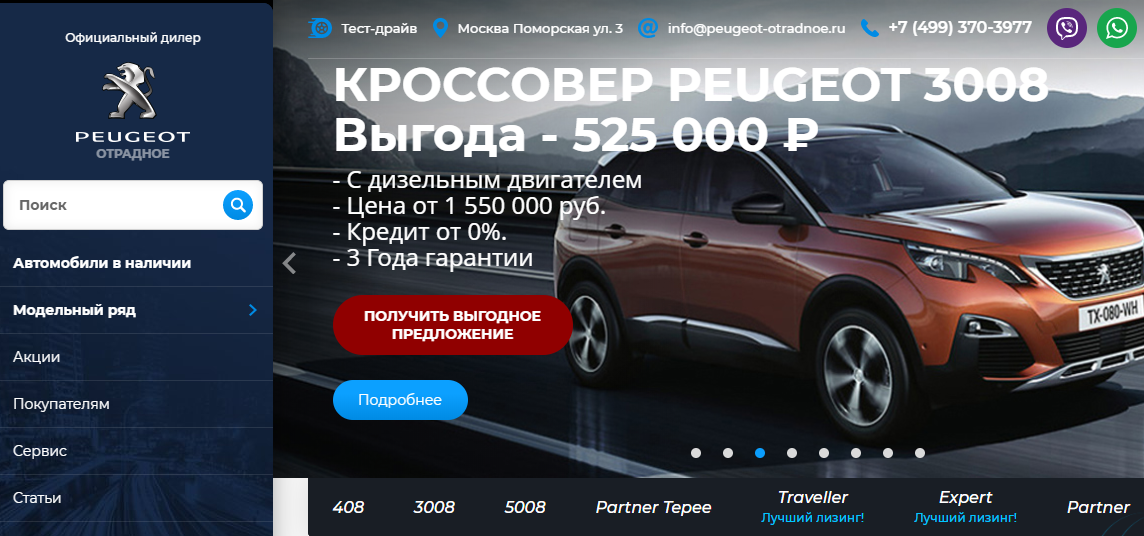 Официальный дилер
PEUGEOT
ОТРАДНОЕ
Поиск
Автомобили в наличии
Модельный ряд
Акции
Покупателям
Сервис
Статьи
Тест-драйв
Москва Поморская ул. 3
info@peugeot-otradnoe.ru
+7 (499) 370-3977
КРОССОВЕР PEUGEOT 3008
Выгода - 525 000 ₽
- С дизельным двигателем
- Цена от 1 550 000 руб.
- Кредит от 0%.
- 3 Года гарантии
ПОЛУЧИТЬ ВЫГОДНОЕ
ПРЕДЛОЖЕНИЕ
Подробнее
TX-080-WH
408
3008
5008
Partner Tepee
Traveller
Лучший лизинг!
Expert
Лучший лизинг!
Partner